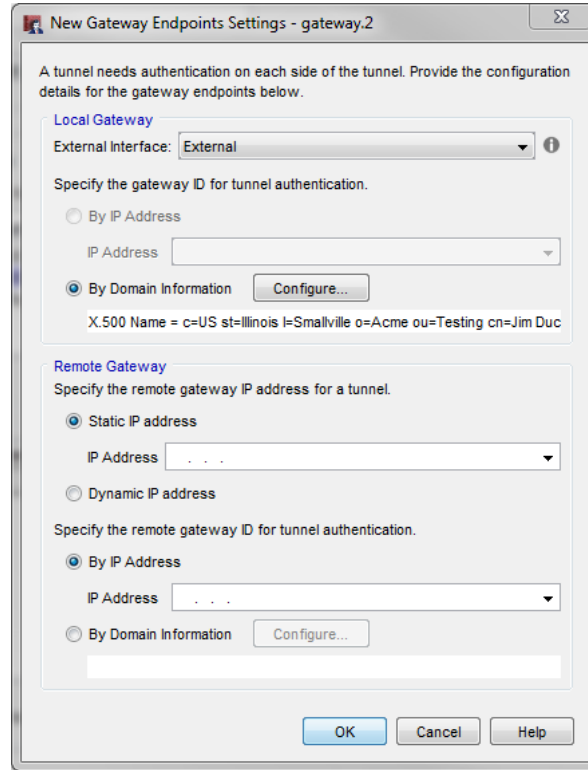 New Gateway Endpoints Settings - gateway.2
A tunnel needs authentication on each side of the tunnel. Provide the configuration
details for the gateway endpoints below.
Local Gateway
External Interface: External
Specify the gateway ID for tunnel authentication.
By IP Address
IP Address
By Domain Information Configure...
X.500 Name = c=US st=Illinois l=Smallville o=Acme ou=Testing cn=Jim Duc
Remote Gateway
Specify the remote gateway IP address for a tunnel.
Static IP address
IP Address . . .
Dynamic IP address
Specify the remote gateway ID for tunnel authentication.
By IP Address
IP Address . . .
By Domain Information Configure...
OK Cancel Help